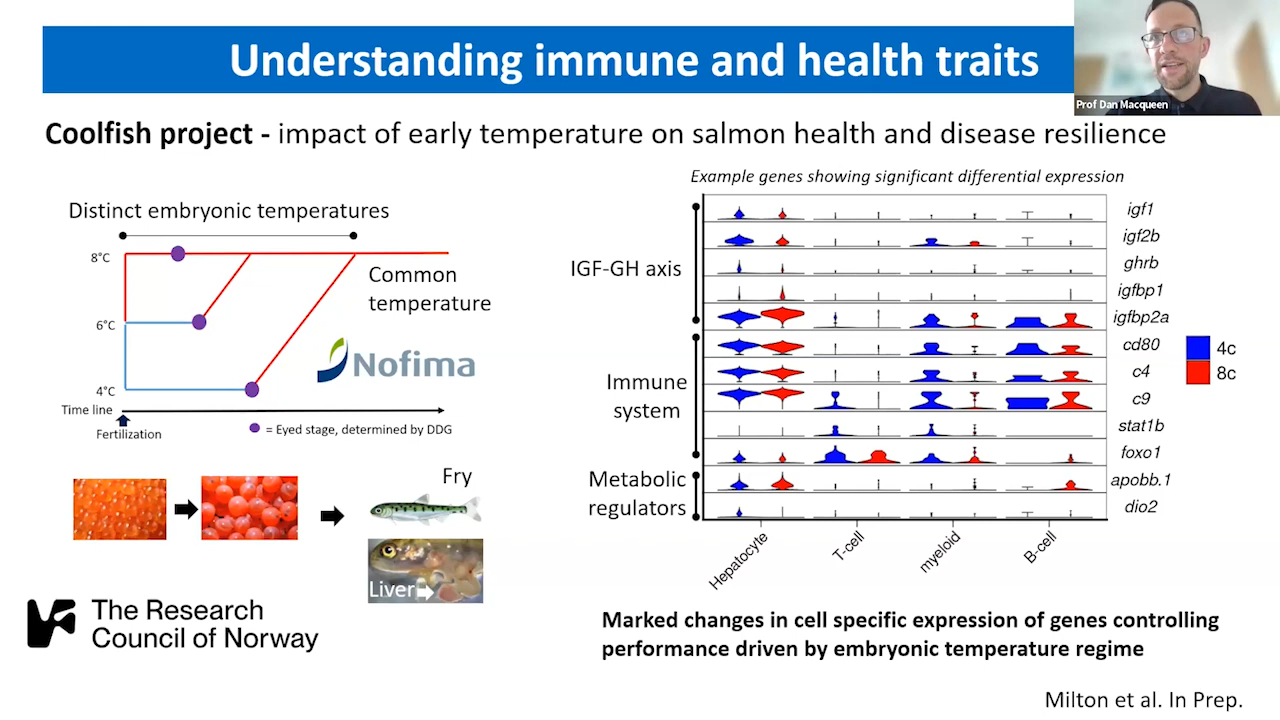 Understanding immune and health traits
Prof Dan Macqueen
Coolfish project - impact of early temperature on salmon health and disease resilience
Distinct embryonic temperatures
8°C
6°C
4°C
Common
temperature
Nofima
Time line
Fertilization
= Eyed stage, determined by DDG
Fry
Liver
The Research
Council of Norway
Example genes showing significant differential expression
IGF-GH axis
Immune
system
Metabolic
regulators
igf1
igf2b
ghrb
igfbp1
igfbp2a
cd80
c4
c9
stat1b
foxo1
apobb.1
dio2
4c
8c
Hepatocyte
T-cell
myeloid
B-cell
Marked changes in cell specific expression of genes controlling
performance driven by embryonic temperature regime
Milton et al. In Prep.